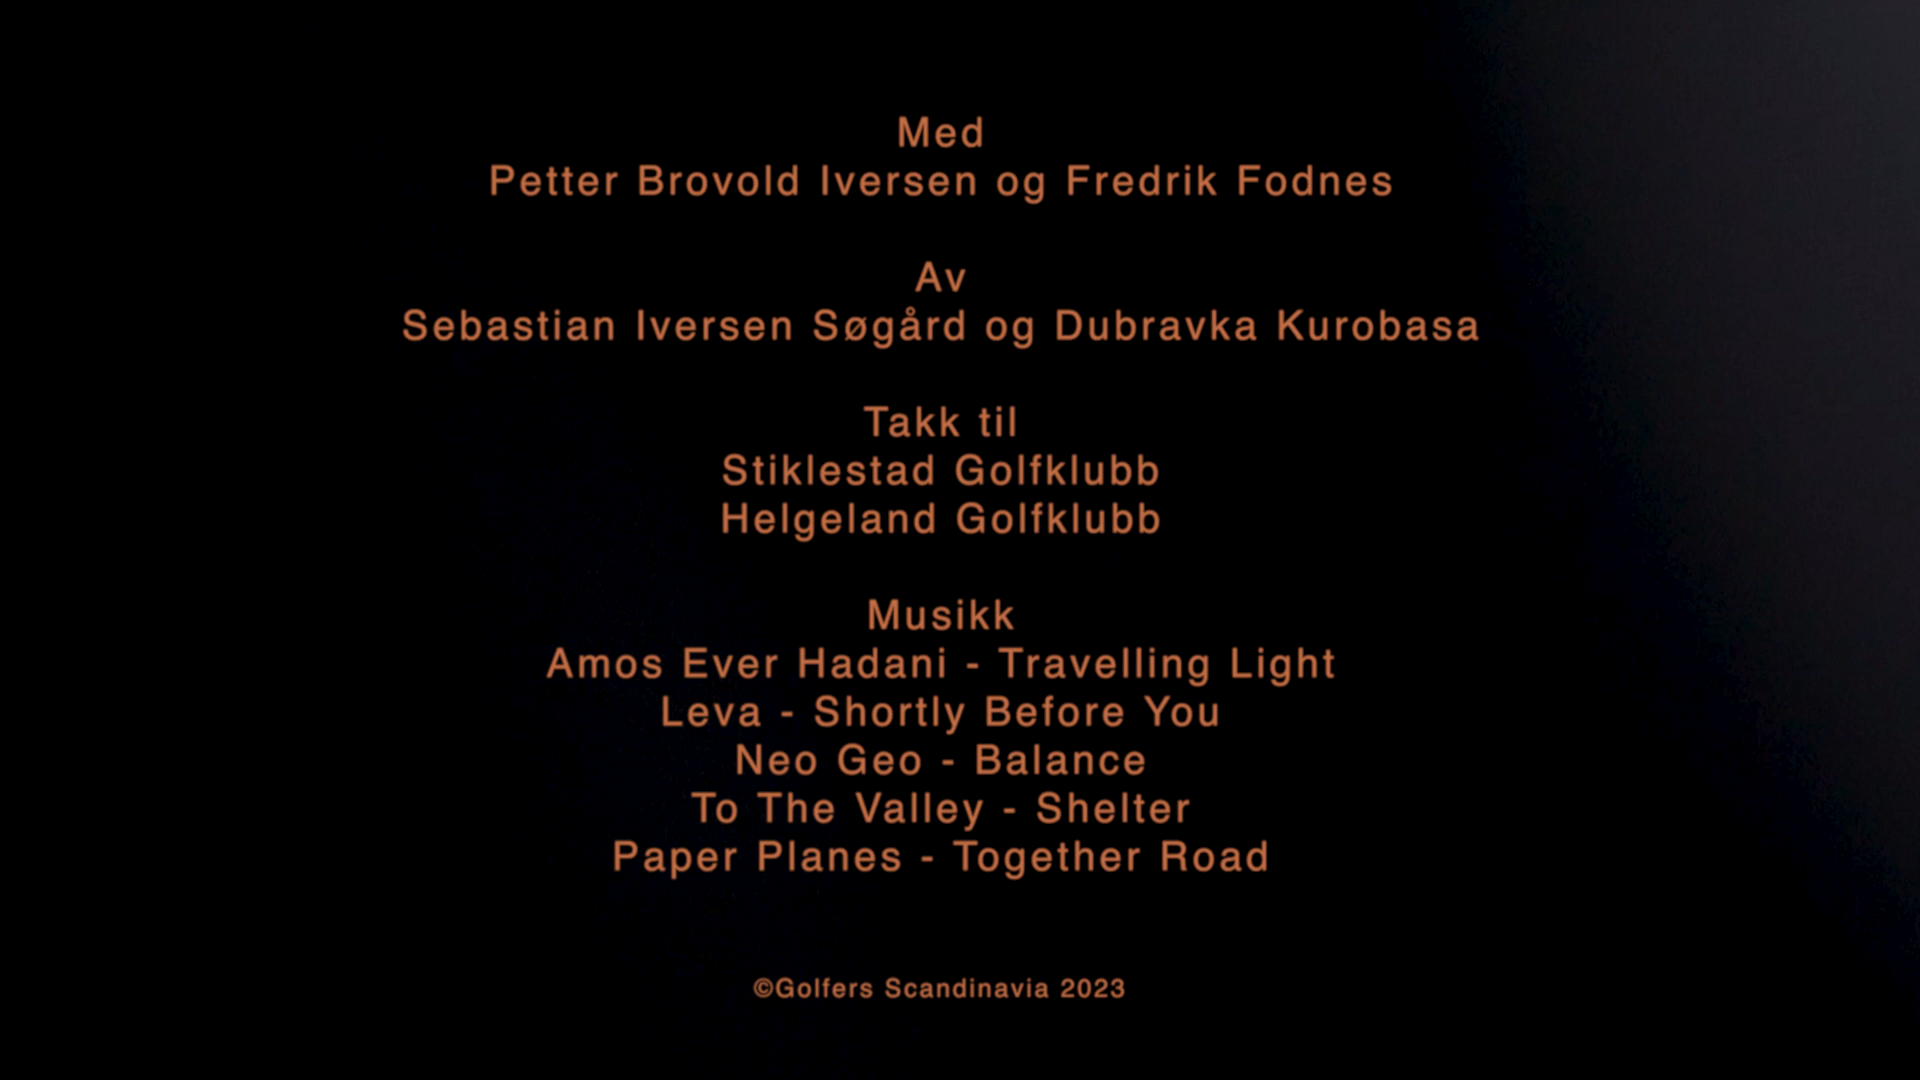 Med
Petter Brovold Iversen og Fredrik Fodnes
Av
Sebastian Iversen Søgård og Dubravka Kurobasa
Takk til
Stiklestad Golfklubb
Helgeland Golfklubb
Musikk
Amos Ever Hadani - Travelling Light
Leva - Shortly Before You
Neo Geo - Balance
To The Valley - Shelter
Paper Planes - Together Road
©Golfers Scandinavia 2023